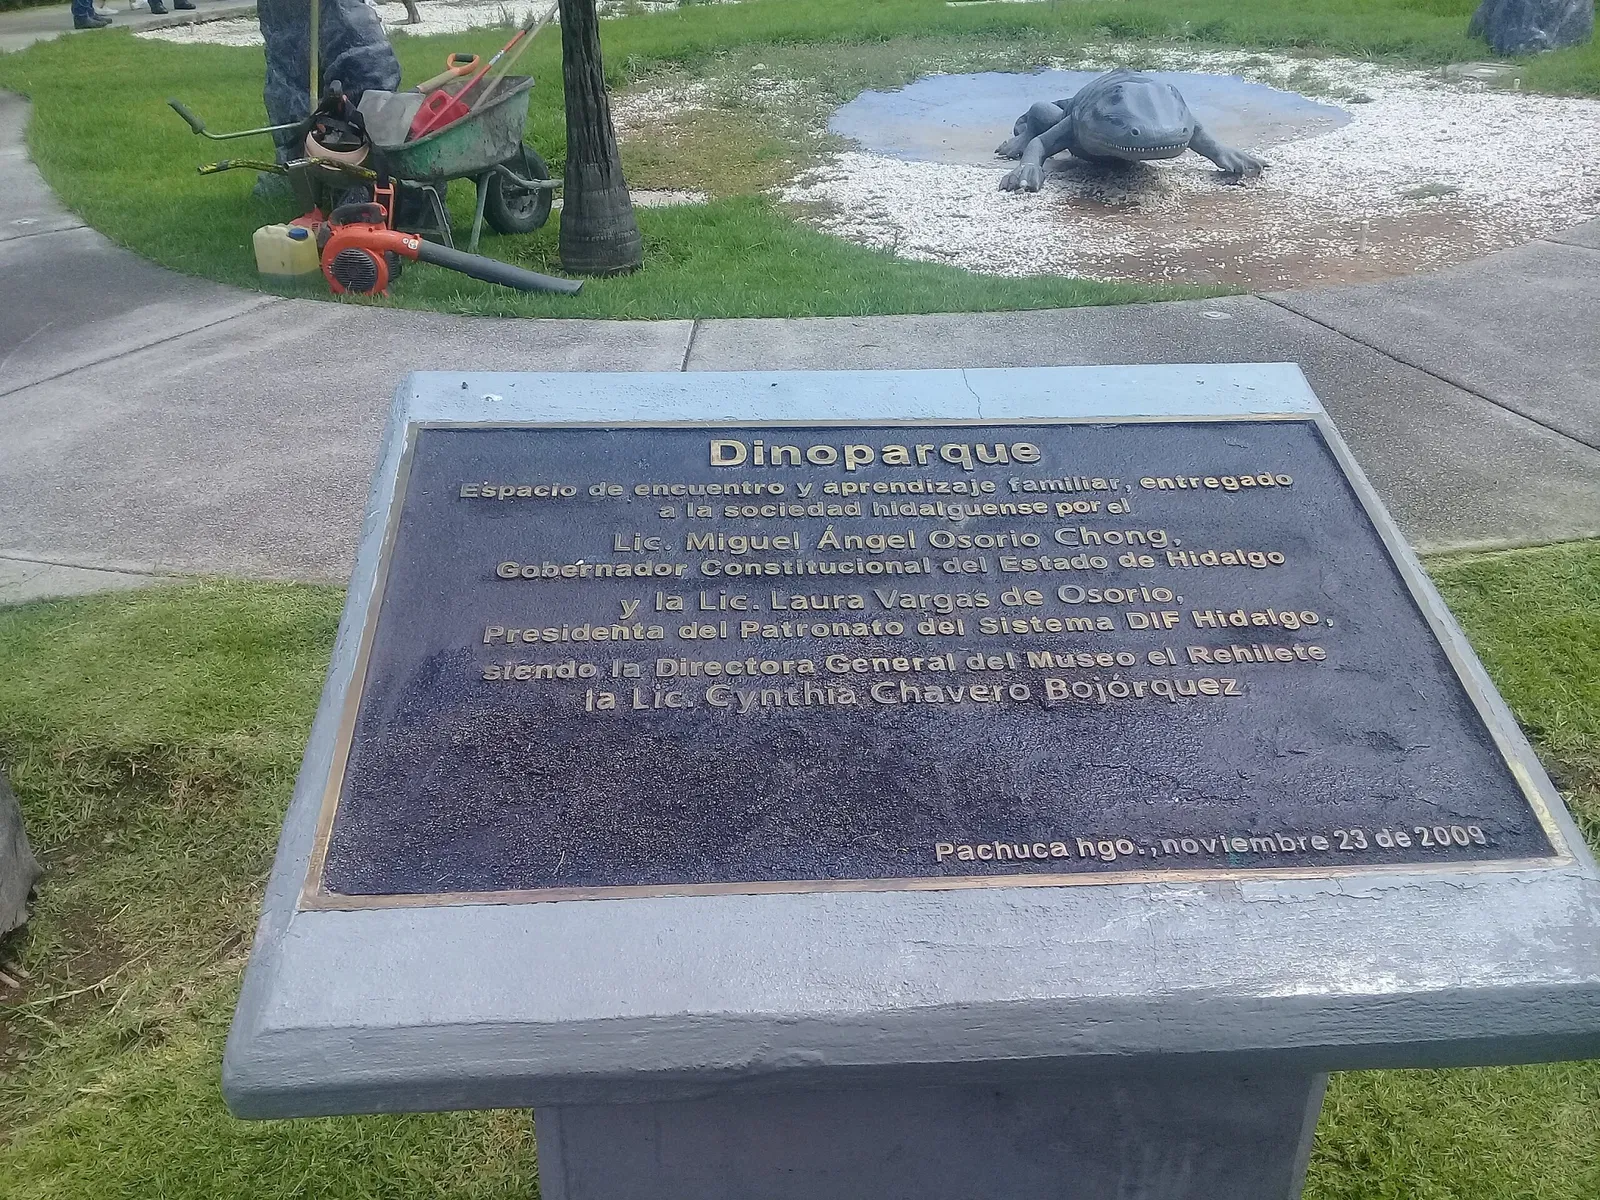 Dinoparque
Espacio de encuentro y aprendizaje familiar, entregado
a la sociedad hidalguense por el
Lic. Miguel Ángel Osorio Chong,
Gobernador Constitucional del Estado de Hidalgo
y la Lic. Laura Vargas de Osorio,
Presidenta del Patronato del Sistema DIF Hidalgo,
siendo la Directora General del Museo el Rehilete
la Lic. Cynthia Chavero Bojórquez
Pachuca hgo., noviembre 23 de 2009